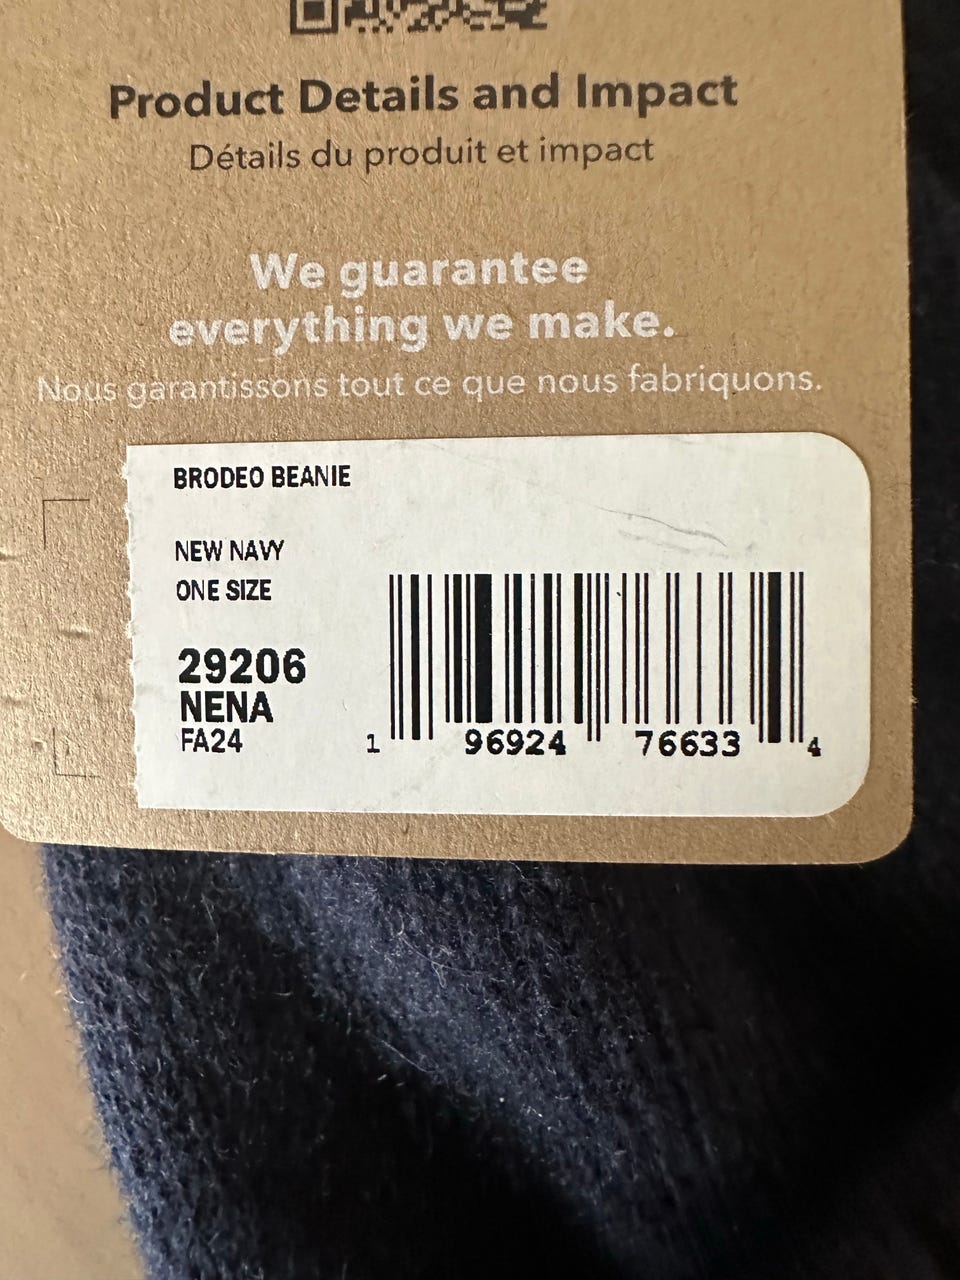 Product Details and Impact
Détails du produit et impact
We guarantee
everything we make.
Nous garantissons tout ce que nous fabriquons.
BRODEO BEANIE
NEW NAVY
ONE SIZE
29206
NENA
FA24
1 96924 76633 4